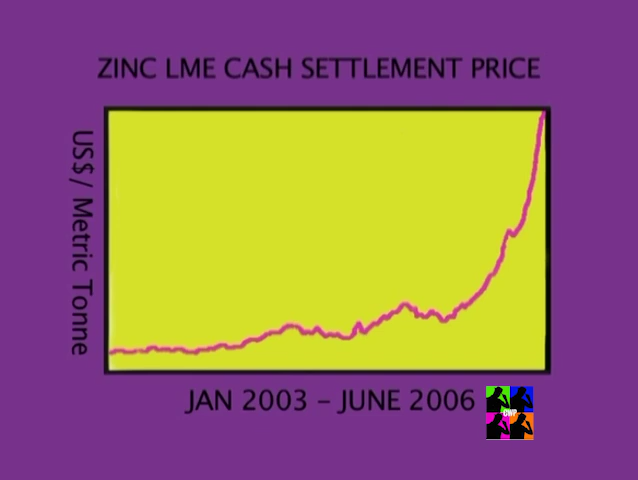 ZINC LME CASH SETTLEMENT PRICE
US$/ Metric Tonne
JAN 2003 – JUNE 2006